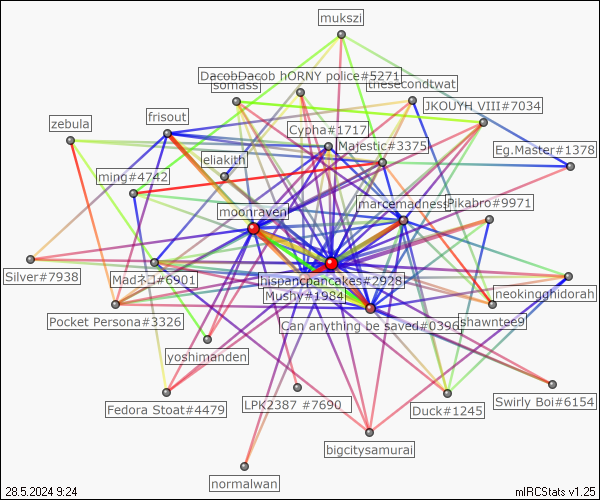 mukszi
DacobDacob hORNY police#5271
somass
thesecondtwat
JKOUYH VIII#7034
frisout
zebula
Cypha#1717
Majestic#3375
Eg.Master#1378
eliakith
ming#4742
moonraven
marcemadness
Pikabro#9971
Silver#7938
Madネコ#6901
hispancpancakes#2928
Mushy#1984
neokingghidorah
Pocket Persona#3326
Can anything be saved#0396
shawntee9
yoshimanden
Fedora Stoat#4479
LPK2387 #7690
Duck#1245
Swirly Boi#6154
bigcitysamurai
normalwan
28.5.2024 9:24
mIRCStats v1.25